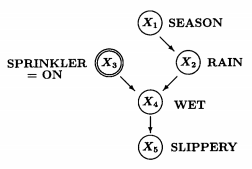 X1 SEASON
SPRINKLER
= ON
X3
X2 RAIN
X4 WET
X5 SLIPPERY